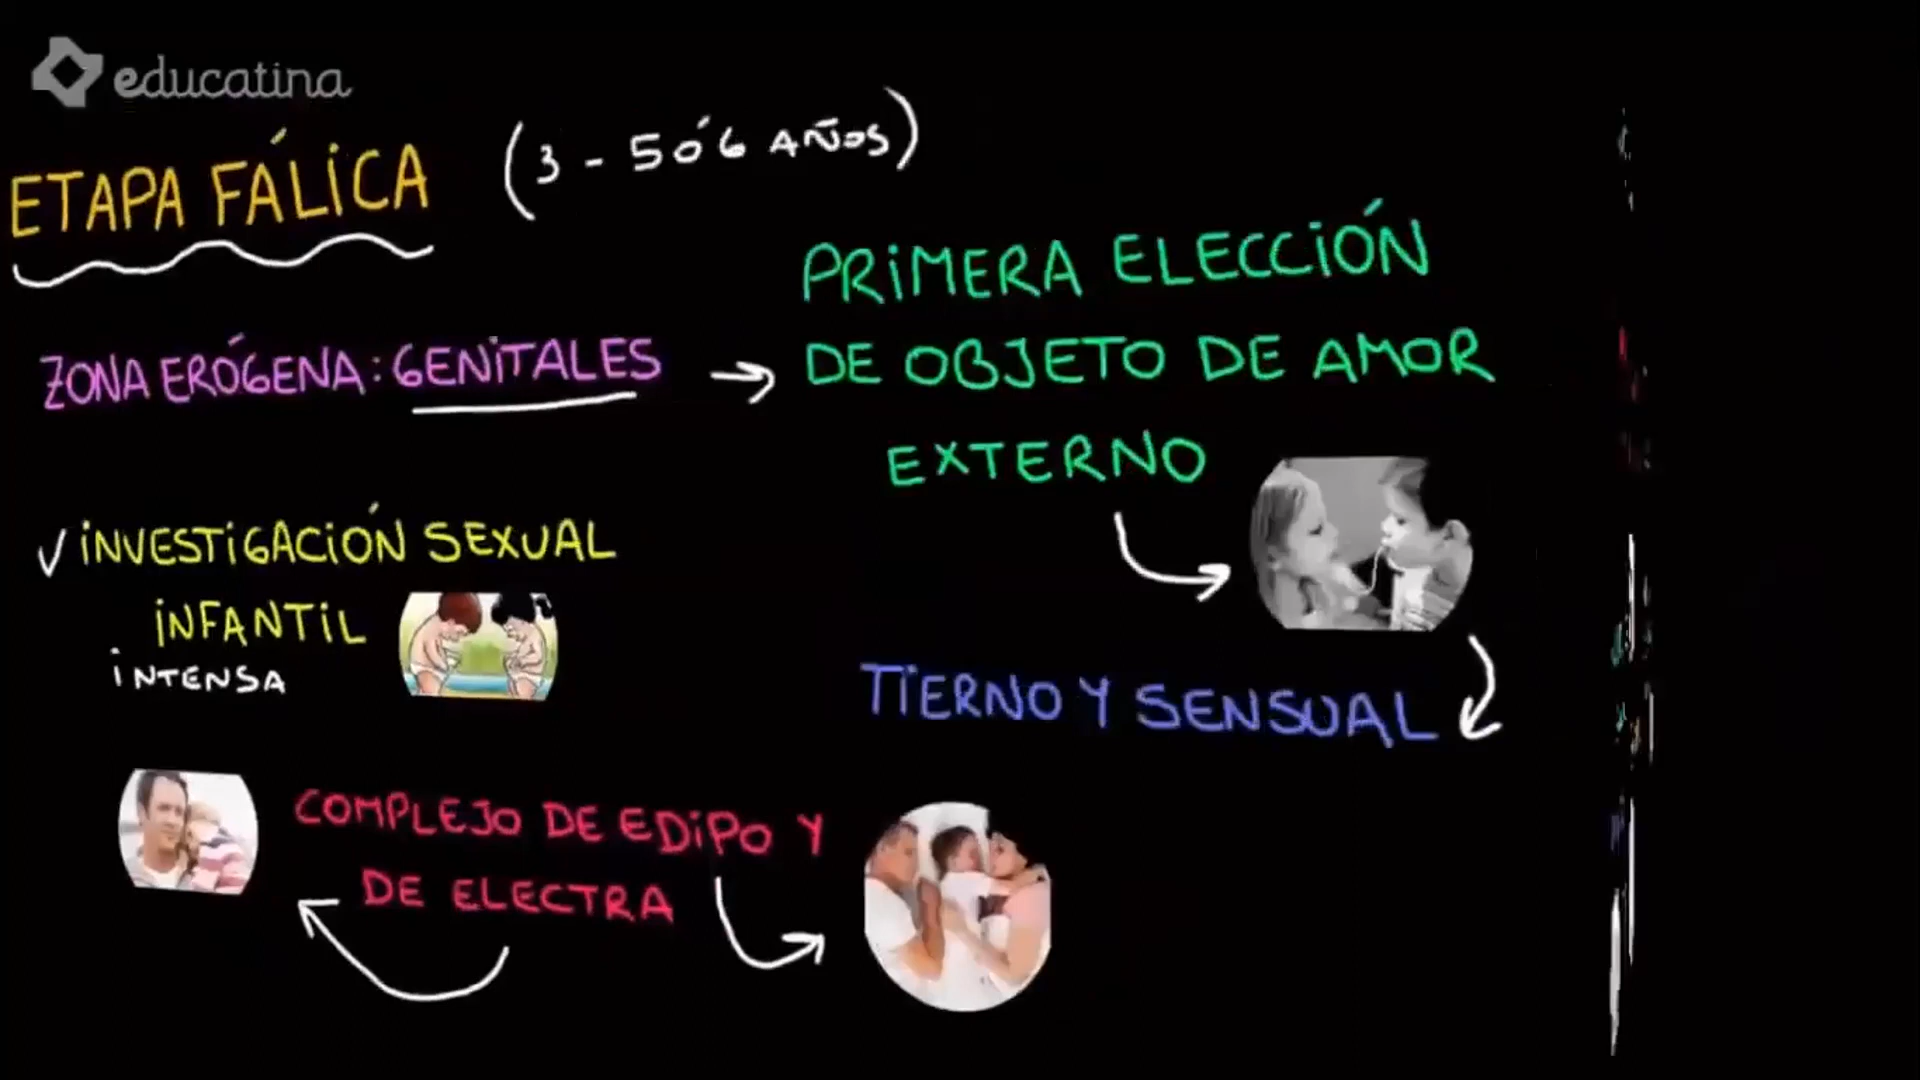 educatina
ETAPA FÁLICA (3 - 5 ó 6 AÑOS)
ZONA ERÓGENA: GENITALES → PRIMERA ELECCIÓN
DE OBJETO DE AMOR
EXTERNO
✓ INVESTIGACIÓN SEXUAL
INFANTIL
INTENSA
TIERNO Y SENSUAL
COMPLEJO DE EDIPO Y
DE ELECTRA